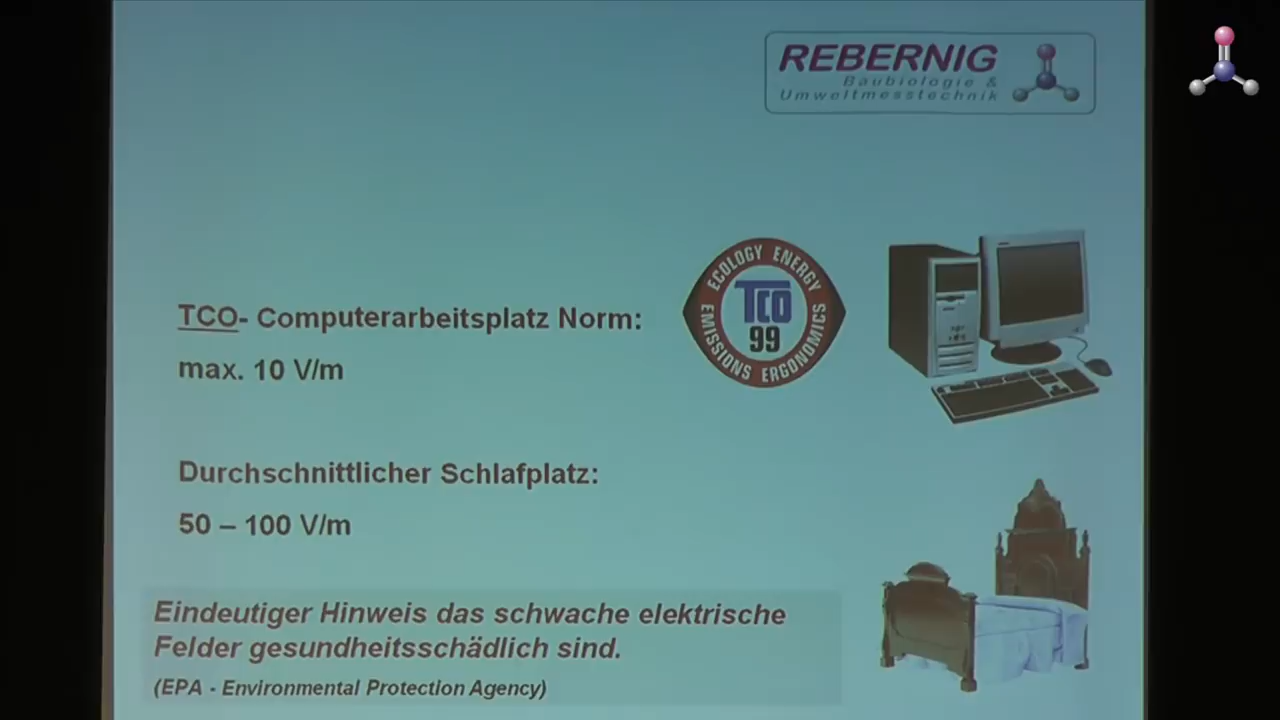 REBERNIG
Baubiologie &
Umweltmesstechnik
ECOLOGY ENERGY
TCO
99
EMISSIONS ERGONOMICS
TCO- Computerarbeitsplatz Norm:
max. 10 V/m
Durchschnittlicher Schlafplatz:
50 – 100 V/m
Eindeutiger Hinweis das schwache elektrische
Felder gesundheitsschädlich sind.
(EPA - Environmental Protection Agency)